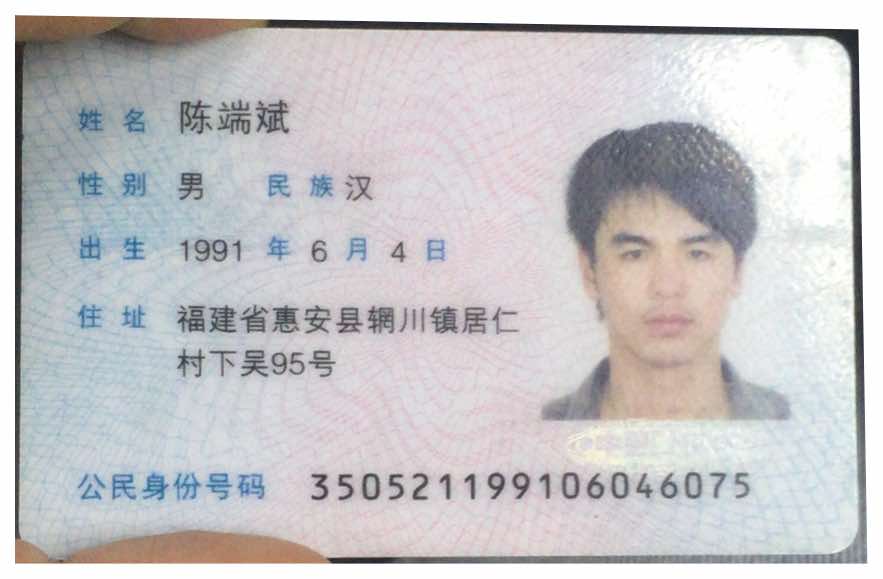 姓名 陈端斌
性别 男 民族 汉
出生 1991 年 6 月 4 日
住址 福建省惠安县辋川镇居仁
村下吴95号
公民身份号码 350521199106046075